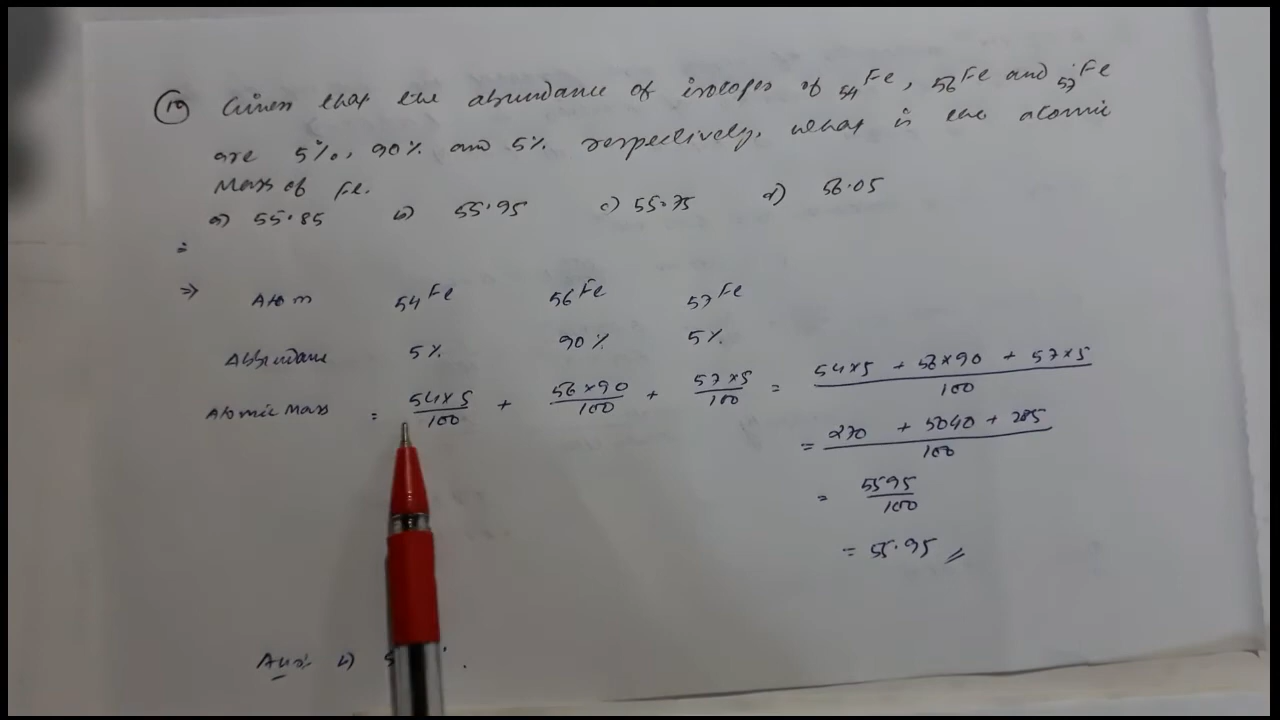 19 Given that the abundance of isotopes of 54Fe, 56Fe and 57Fe
are 5%, 90% and 5% respectively, what is the atomic
Mass of Fe.
a) 55.85 b) 55.95 c) 55.75 d) 56.05
=
⇒ Atom 54Fe 56Fe 57Fe
5% 90% 5%
Atomic Mass = 54×5/100 + 56×90/100 + 57×5/100 = 54×5 + 56×90 + 57×5/100
= 270 + 5040 + 285/100
= 5595/100
= 55.95
b)